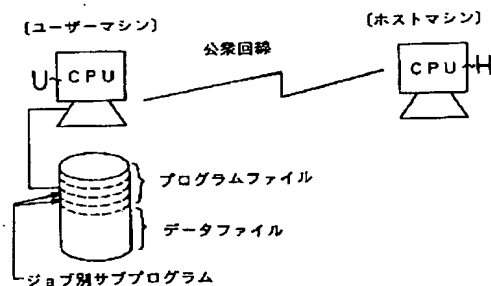 〔ユーザーマシン〕
〔ホストマシン〕
公衆回線
U
CPU
CPU
H
プログラムファイル
データファイル
ジョブ別サブプログラム